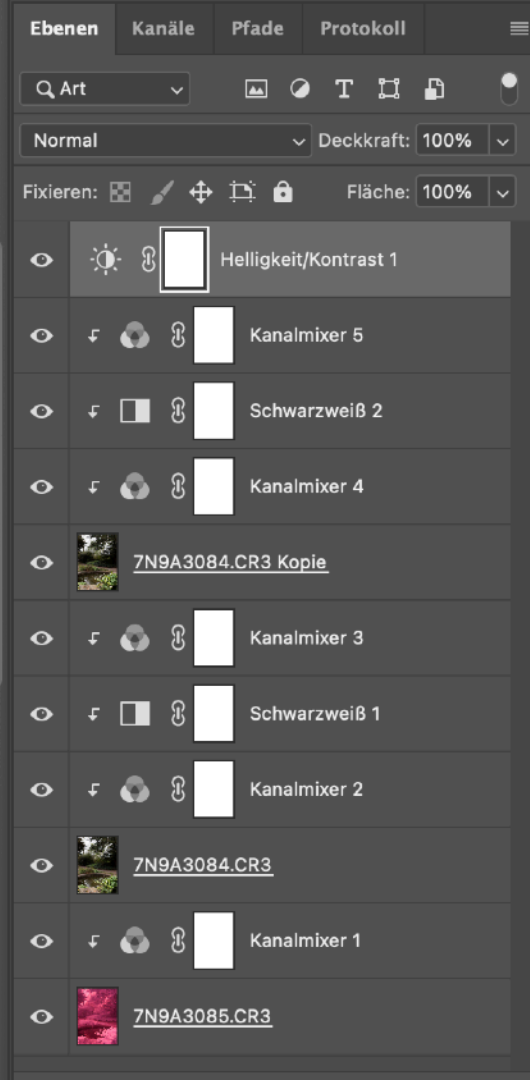 Ebenen Kanäle Pfade Protokoll
Art
Normal Deckkraft: 100%
Fixieren: Fläche: 100%
Helligkeit/Kontrast 1
Kanalmixer 5
Schwarzweiß 2
Kanalmixer 4
7N9A3084.CR3 Kopie
Kanalmixer 3
Schwarzweiß 1
Kanalmixer 2
7N9A3084.CR3
Kanalmixer 1
7N9A3085.CR3